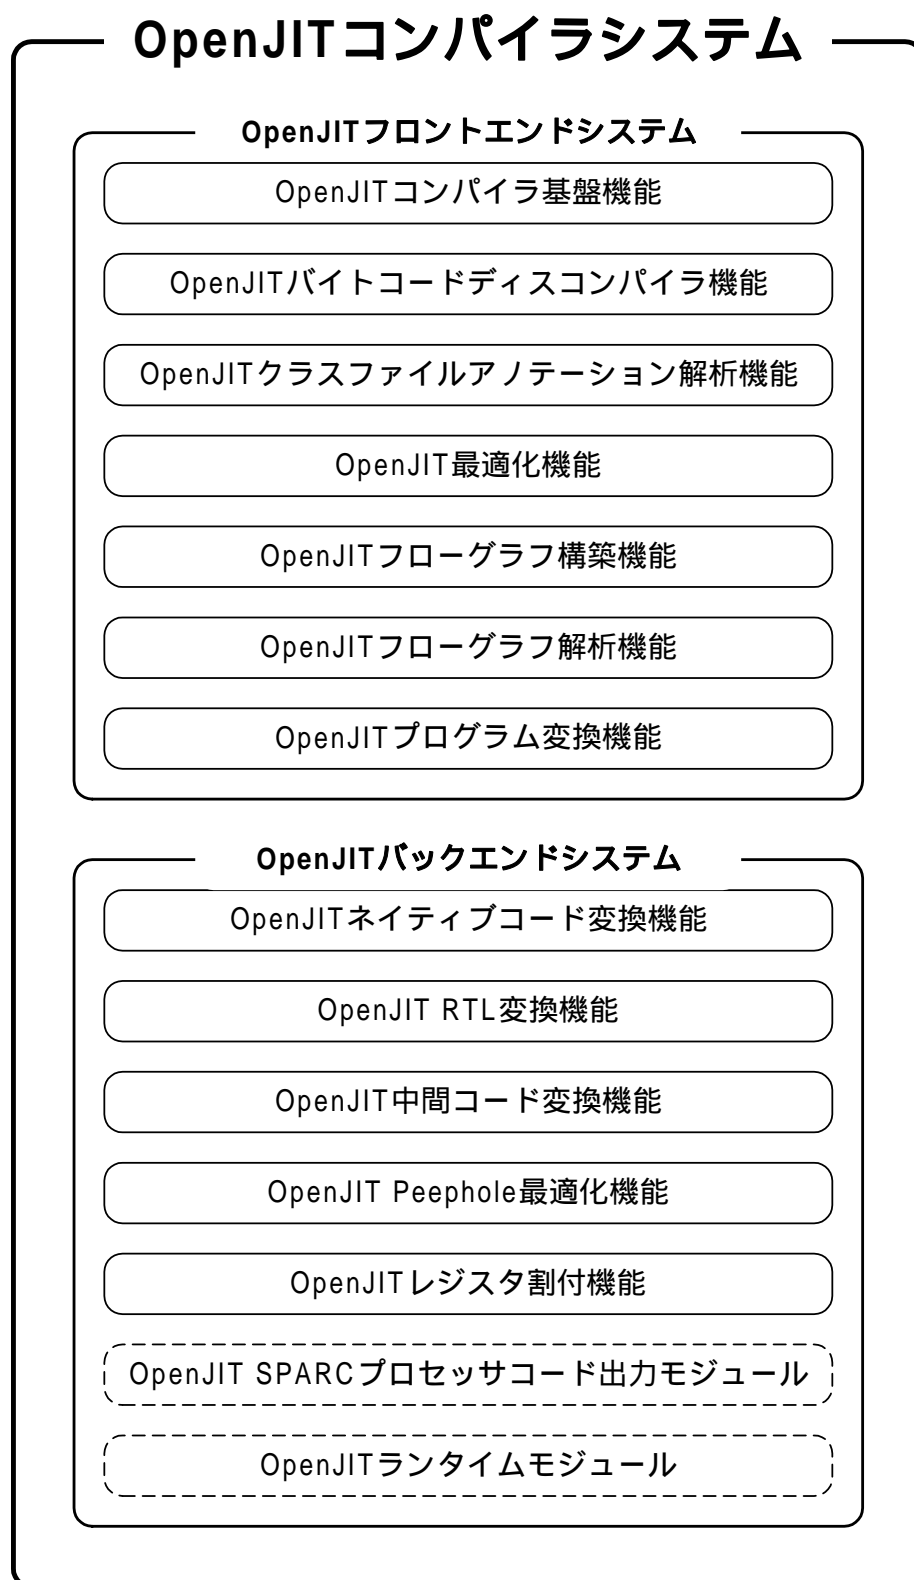 OpenJITコンパイラシステム
OpenJITフロントエンドシステム
OpenJITコンパイラ基盤機能
OpenJITバイトコードディスコンパイラ機能
OpenJITクラスファイルアノテーション解析機能
OpenJIT最適化機能
OpenJITフローグラフ構築機能
OpenJITフローグラフ解析機能
OpenJITプログラム変換機能
OpenJITバックエンドシステム
OpenJITネイティブコード変換機能
OpenJIT RTL変換機能
OpenJIT中間コード変換機能
OpenJIT Peephole最適化機能
OpenJITレジスタ割付機能
OpenJIT SPARCプロセッサコード出力モジュール
OpenJITランタイムモジュール